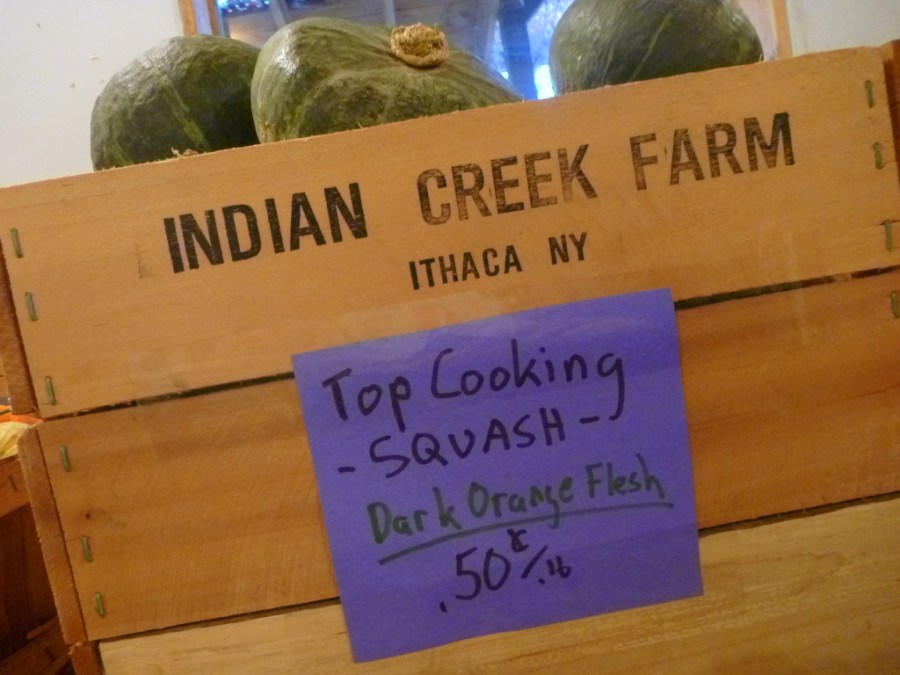 INDIAN CREEK FARM
ITHACA NY
Top Cooking
- SQUASH -
Dark Orange Flesh
.50¢/.lb